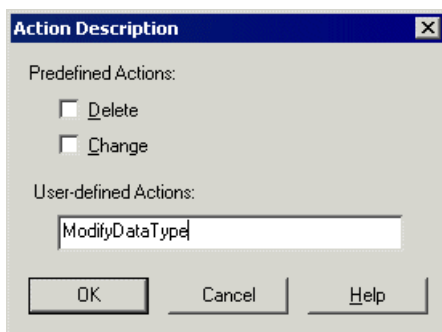 Action Description
Predefined Actions:
Delete
Change
User-defined Actions:
ModifyDataType
OK Cancel Help